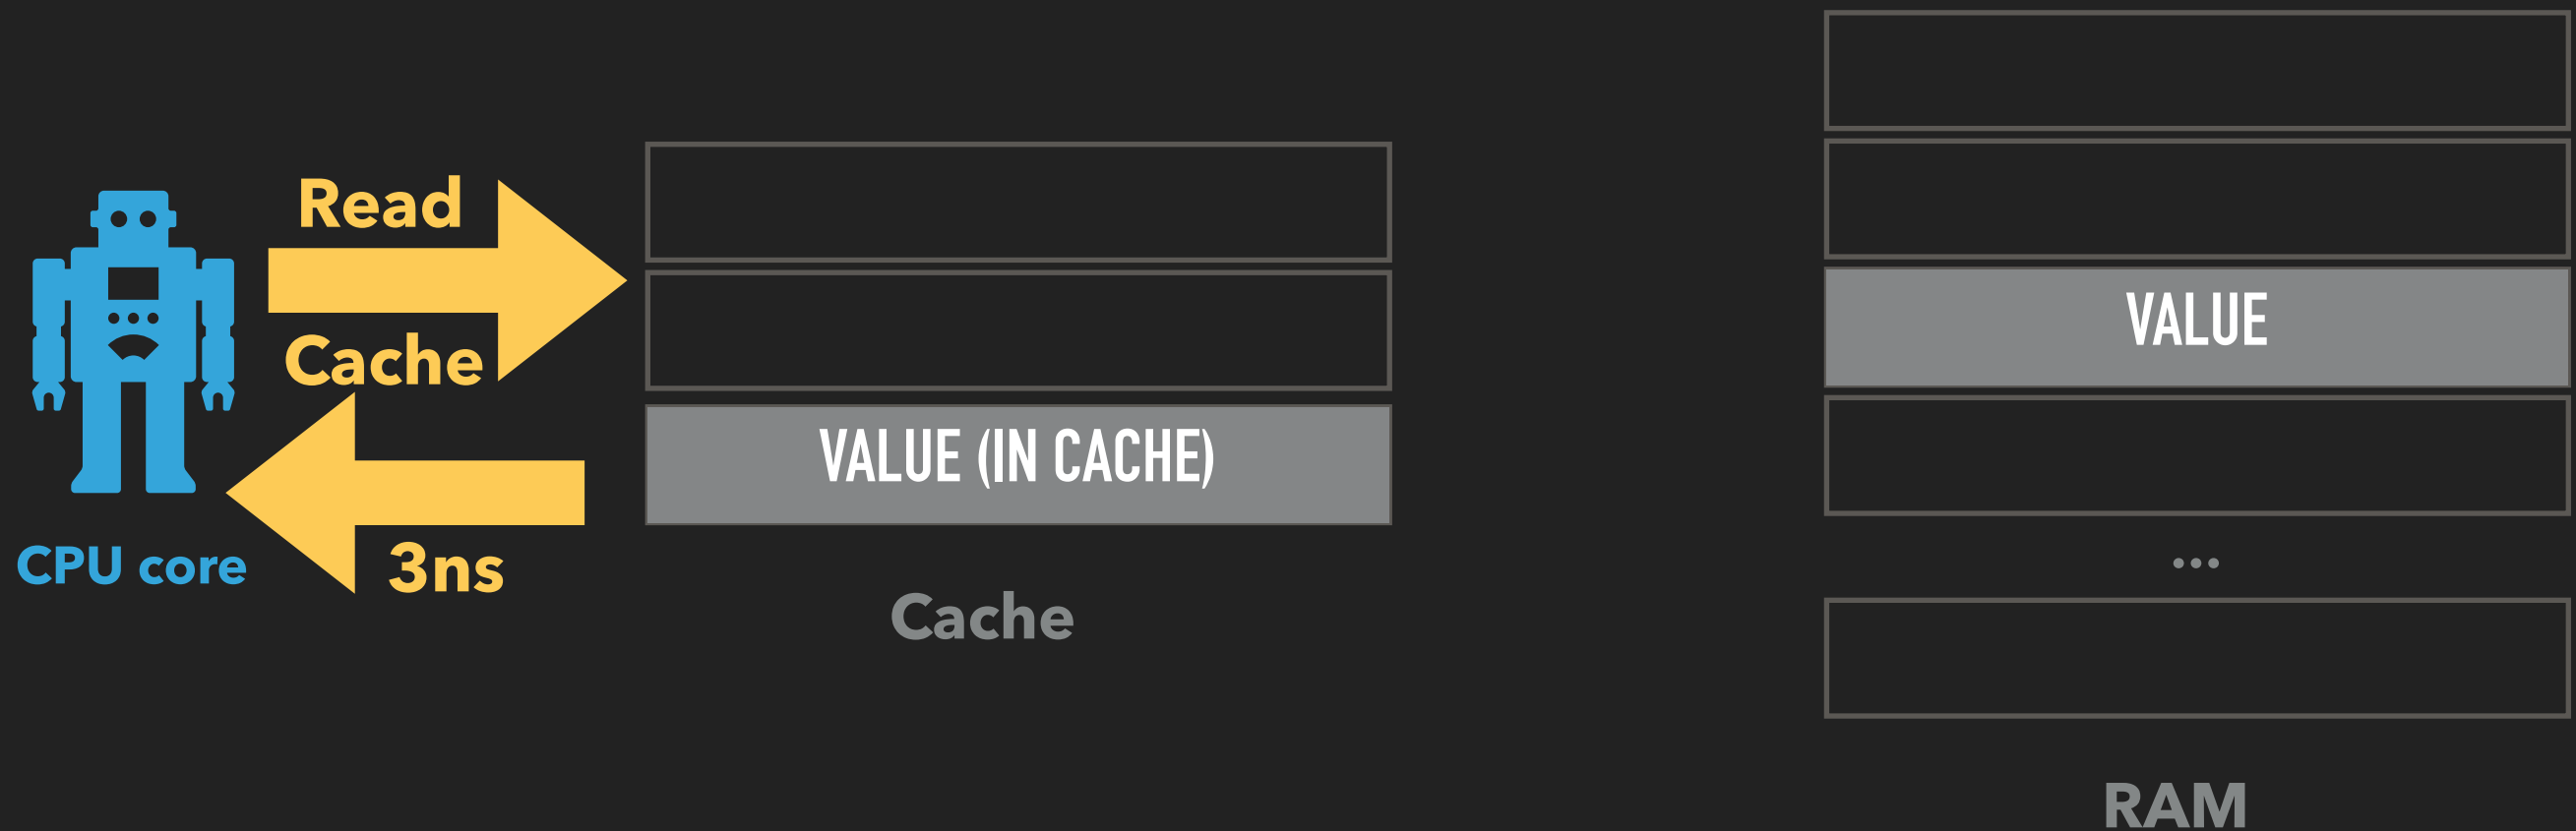 Read
Cache
3ns
CPU core
VALUE (IN CACHE)
Cache
VALUE
...
RAM